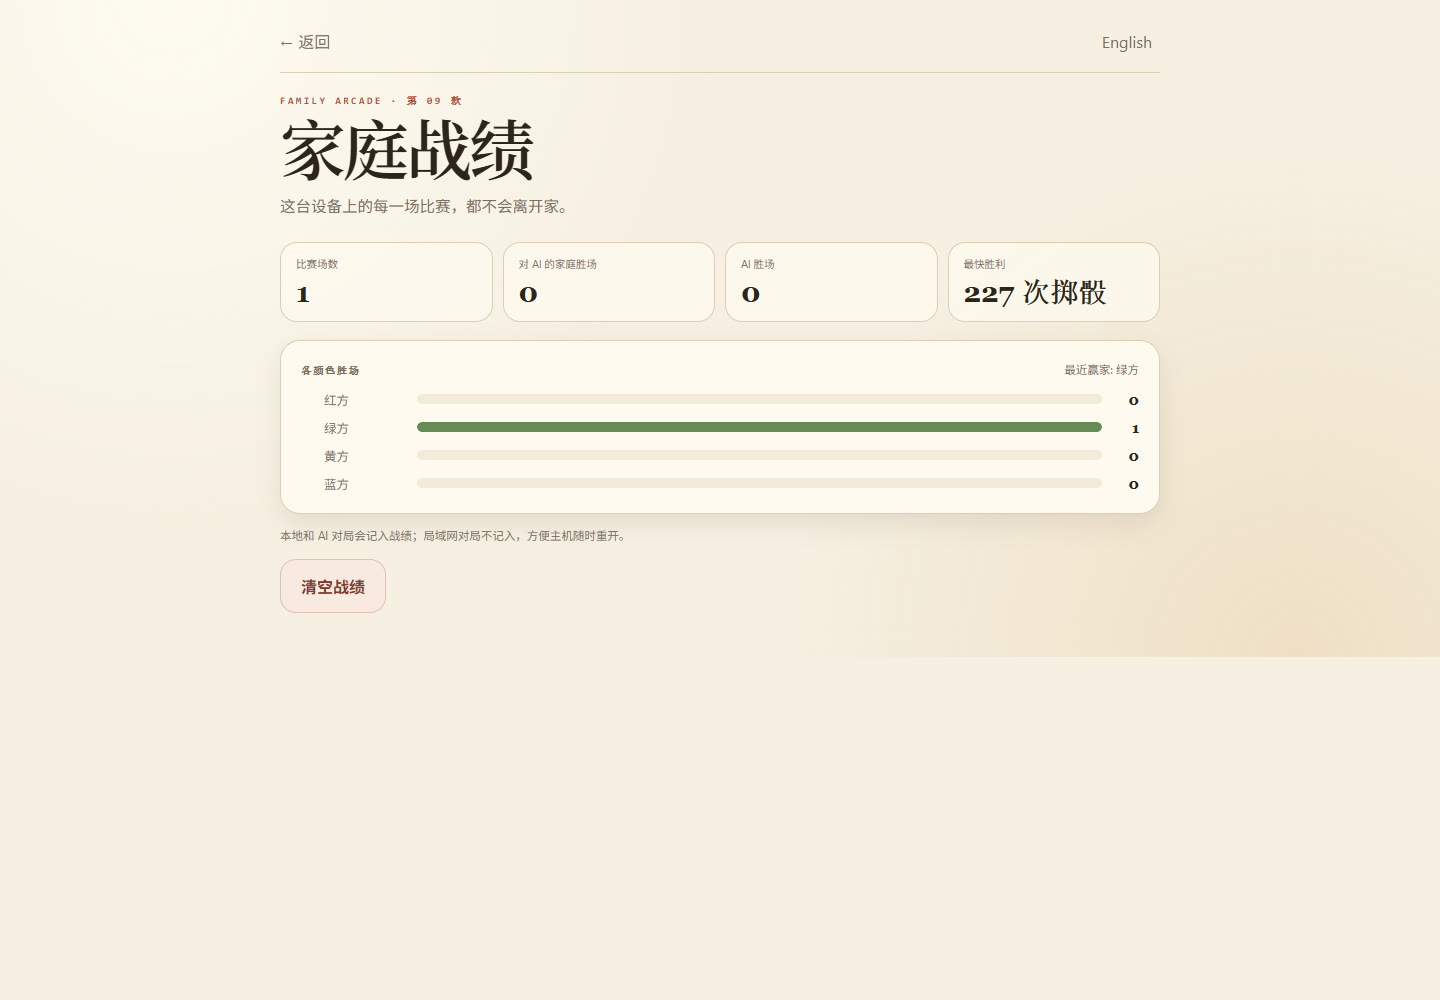 ← 返回
English
FAMILY ARCADE · 第 09 款
家庭战绩
这台设备上的每一场比赛，都不会离开家。
比赛场数
1
对 AI 的家庭胜场
0
AI 胜场
0
最快胜利
227 次掷骰
各颜色胜场
最近赢家: 绿方
红方 0
绿方 1
黄方 0
蓝方 0
本地和 AI 对局会记入战绩；局域网对局不记入，方便主机随时重开。
清空战绩